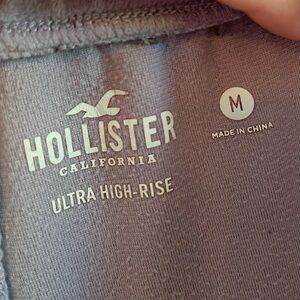 HOLLISTER
CALIFORNIA
ULTRA HIGH-RISE
M
MADE IN CHINA